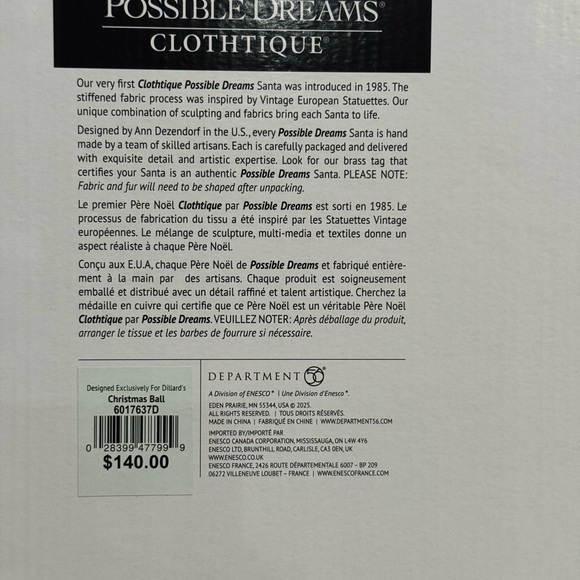 POSSIBLE DREAMS®
CLOTHTIQUE®
Our very first Clothtique Possible Dreams Santa was introduced in 1985. The
stiffened fabric process was inspired by Vintage European Statuettes. Our
unique combination of sculpting and fabrics bring each Santa to life.
Designed by Ann Dezendorf in the U.S., every Possible Dreams Santa is hand
made by a team of skilled artisans. Each is carefully packaged and delivered
with exquisite detail and artistic expertise. Look for our brass tag that
certifies your Santa is an authentic Possible Dreams Santa. PLEASE NOTE:
Fabric and fur will need to be shaped after unpacking.
Le premier Père Noël Clothtique par Possible Dreams est sorti en 1985. Le
processus de fabrication du tissu a été inspiré par les Statuettes Vintage
européennes. Le mélange de sculpture, multi-media et textiles donne un
aspect réaliste à chaque Père Noël.
Conçu aux E.U.A, chaque Père Noël de Possible Dreams et fabriqué entière-
ment à la main par des artisans. Chaque produit est soigneusement
emballé et distribué avec un détail raffiné et talent artistique. Cherchez la
médaille en cuivre qui certifie que ce Père Noël est un véritable Père Noël
Clothtique par Possible Dreams. VEUILLEZ NOTER: Après déballage du produit,
arranger le tissue et les barbes de fourrure si nécessaire.
Designed Exclusively For Dillard's
Christmas Ball
6017637D
0 28399 47799 9
$140.00
DEPARTMENT 56®
A Division of ENESCO® | Une Division d'Enesco®.
EDEN PRAIRIE, MN 55344, USA © 2025.
ALL RIGHTS RESERVED. | TOUS DROITS RÉSERVÉS.
MADE IN CHINA | FABRIQUÉ EN CHINE | WWW.DEPARTMENT56.COM
IMPORTED BY/IMPORTÉ PAR
ENESCO CANADA CORPORATION, MISSISSAUGA, ON L4W 4Y6
ENESCO LTD, BRUNTHILL ROAD, CARLISLE, CA3 0EN, UK
WWW.ENESCO.CO.UK
ENESCO FRANCE, 2426 ROUTE DÉPARTEMENTALE 6007 – BP 209
06272 VILLENEUVE LOUBET – FRANCE | WWW.ENESCOFRANCE.COM